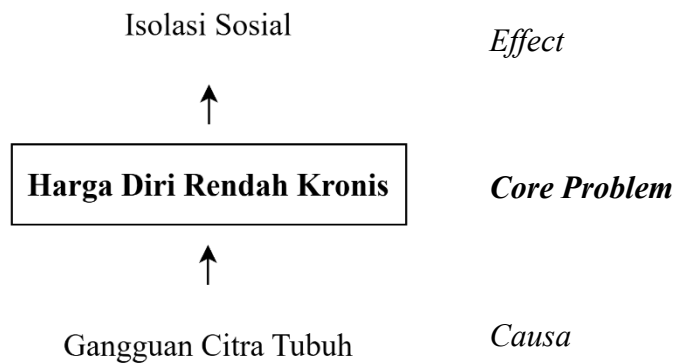 Isolasi Sosial Effect
Harga Diri Rendah Kronis Core Problem
Gangguan Citra Tubuh Causa